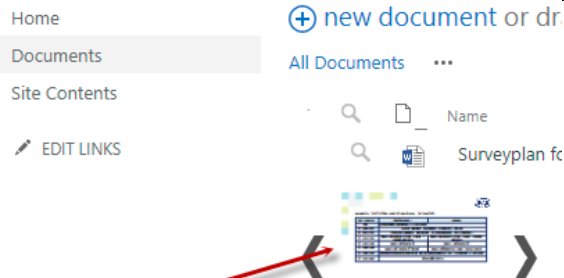 Home
Documents
Site Contents
EDIT LINKS
new document or dra
All Documents ...
Name
Surveyplan fo